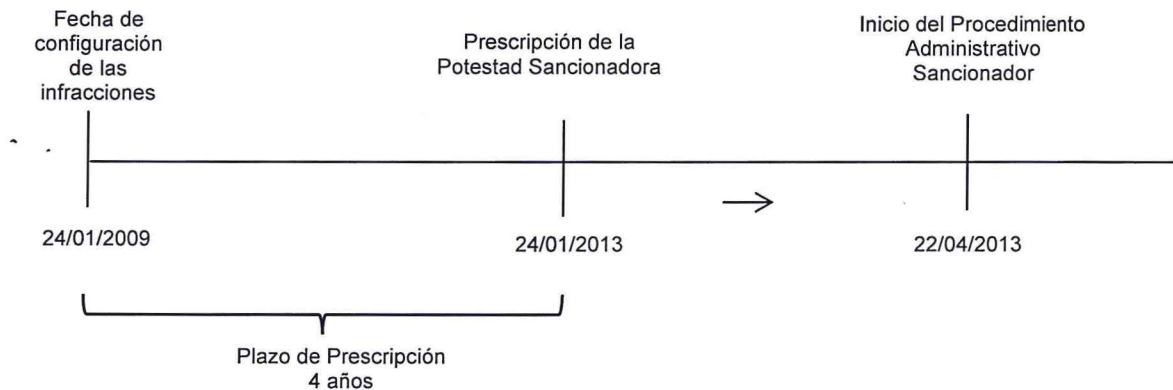 Fecha de
configuración
de las
infracciones
Prescripción de la
Potestad Sancionadora
Inicio del Procedimiento
Administrativo
Sancionador
24/01/2009
24/01/2013
22/04/2013
Plazo de Prescripción
4 años